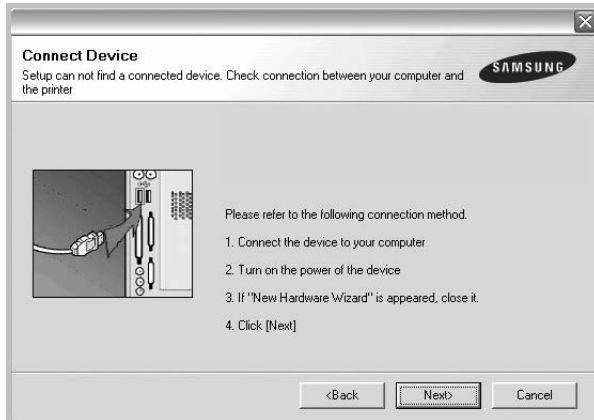 Connect Device
Setup can not find a connected device. Check connection between your computer and
the printer
SAMSUNG
Please refer to the following connection method.
1. Connect the device to your computer
2. Turn on the power of the device
3. If "New Hardware Wizard" is appeared, close it.
4. Click [Next]
<Back
Next>
Cancel